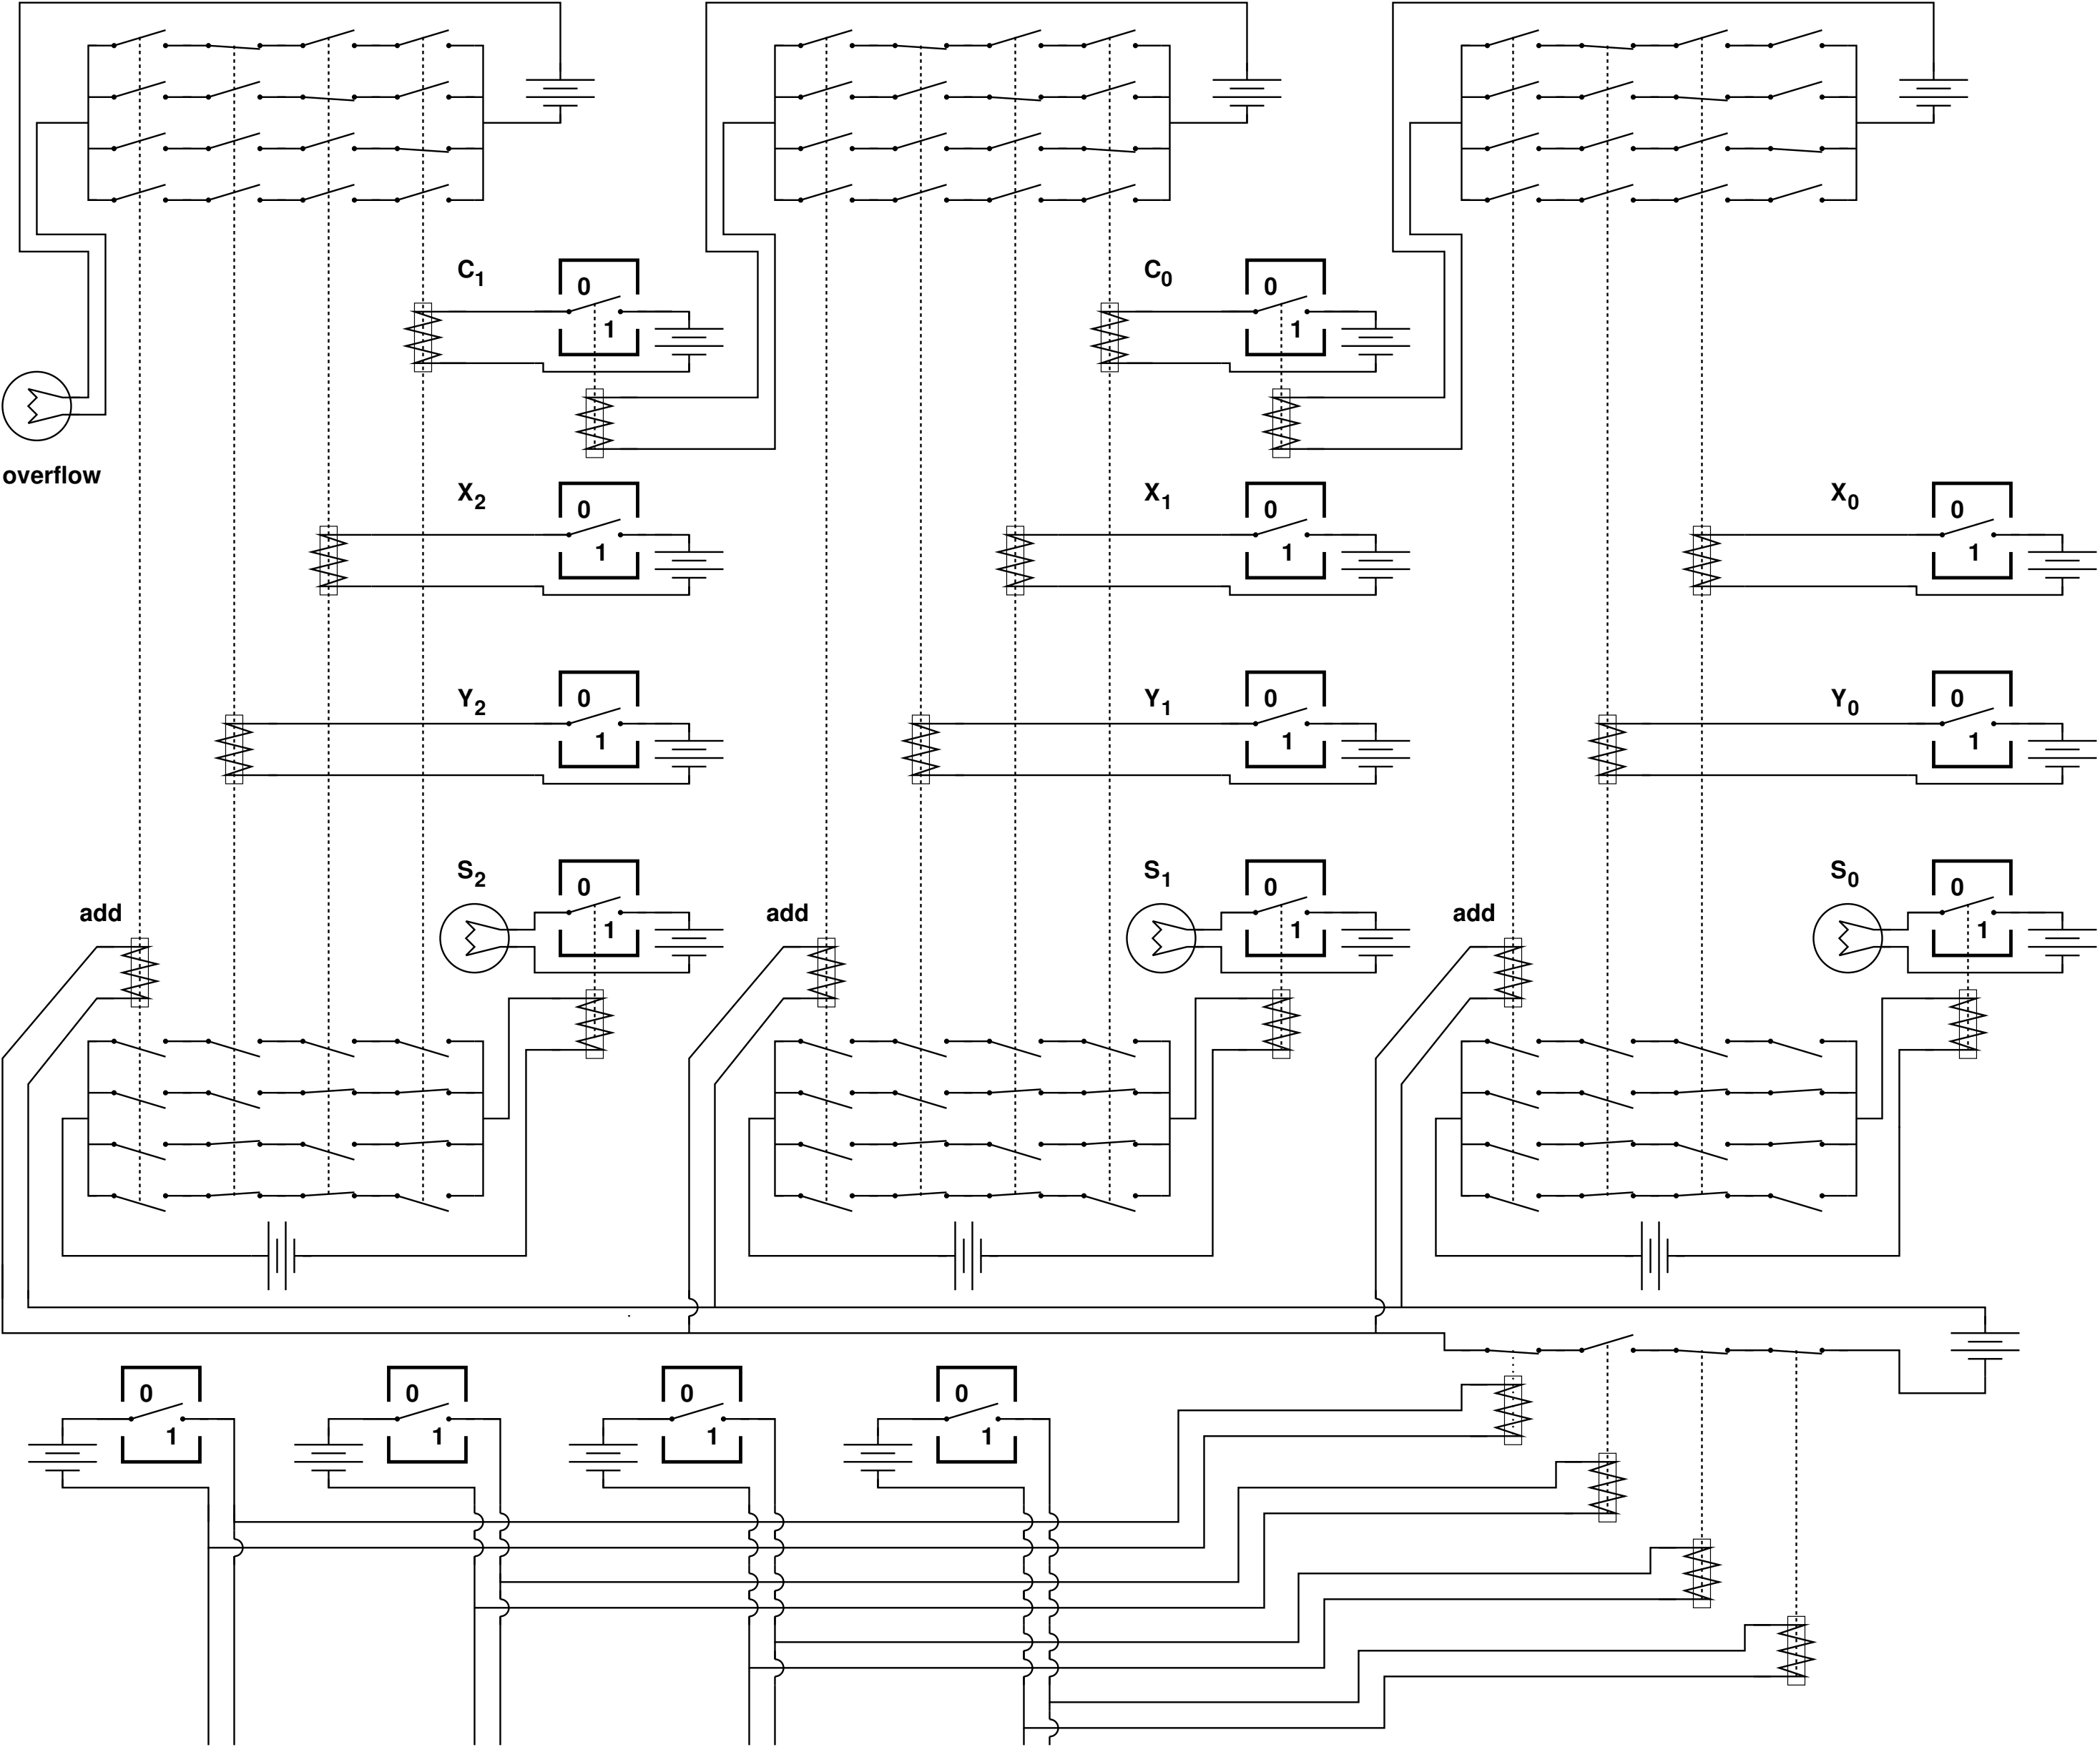 C1 0 1
C0 0 1
overflow
X2 0 1
X1 0 1
X0 0 1
Y2 0 1
Y1 0 1
Y0 0 1
S2 0 1
S1 0 1
S0 0 1
add
add
add
0 1
0 1
0 1
0 1